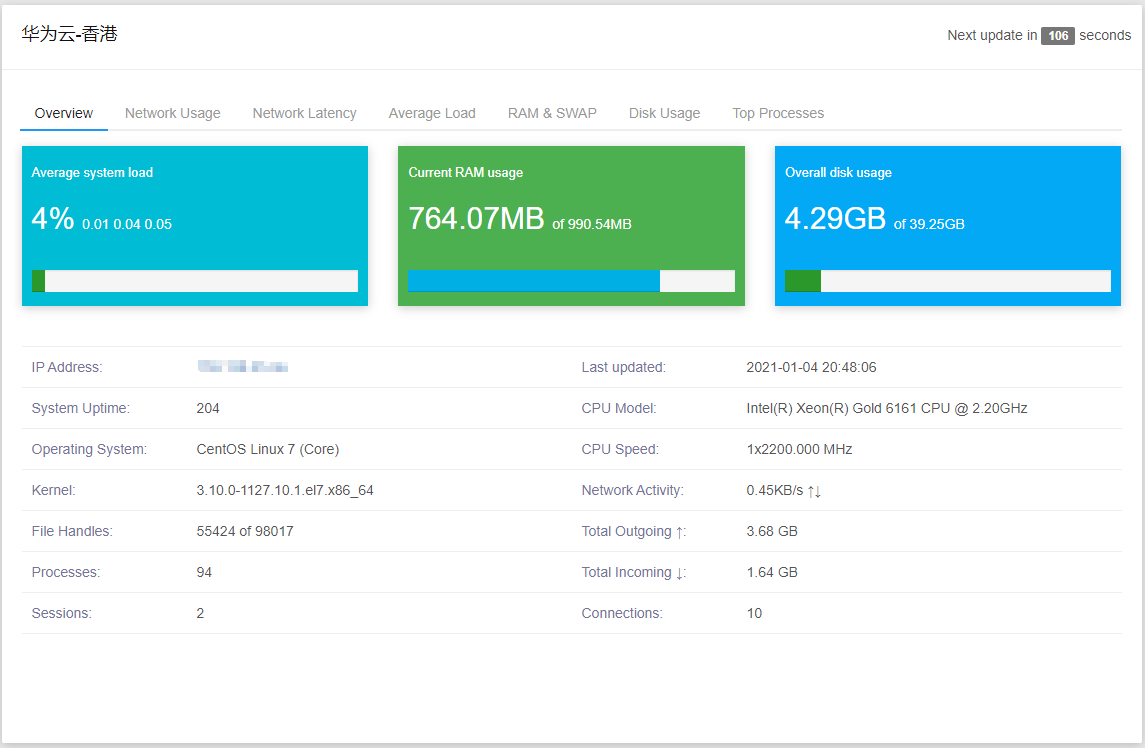 华为云-香港
Next update in 106 seconds
Overview Network Usage Network Latency Average Load RAM & SWAP Disk Usage Top Processes
Average system load
4% 0.01 0.04 0.05
Current RAM usage
764.07MB of 990.54MB
Overall disk usage
4.29GB of 39.25GB
IP Address:
Last updated: 2021-01-04 20:48:06
System Uptime: 204
CPU Model: Intel(R) Xeon(R) Gold 6161 CPU @ 2.20GHz
Operating System: CentOS Linux 7 (Core)
CPU Speed: 1x2200.000 MHz
Kernel: 3.10.0-1127.10.1.el7.x86_64
Network Activity: 0.45KB/s ↑↓
File Handles: 55424 of 98017
Total Outgoing ↑: 3.68 GB
Processes: 94
Total Incoming ↓: 1.64 GB
Sessions: 2
Connections: 10